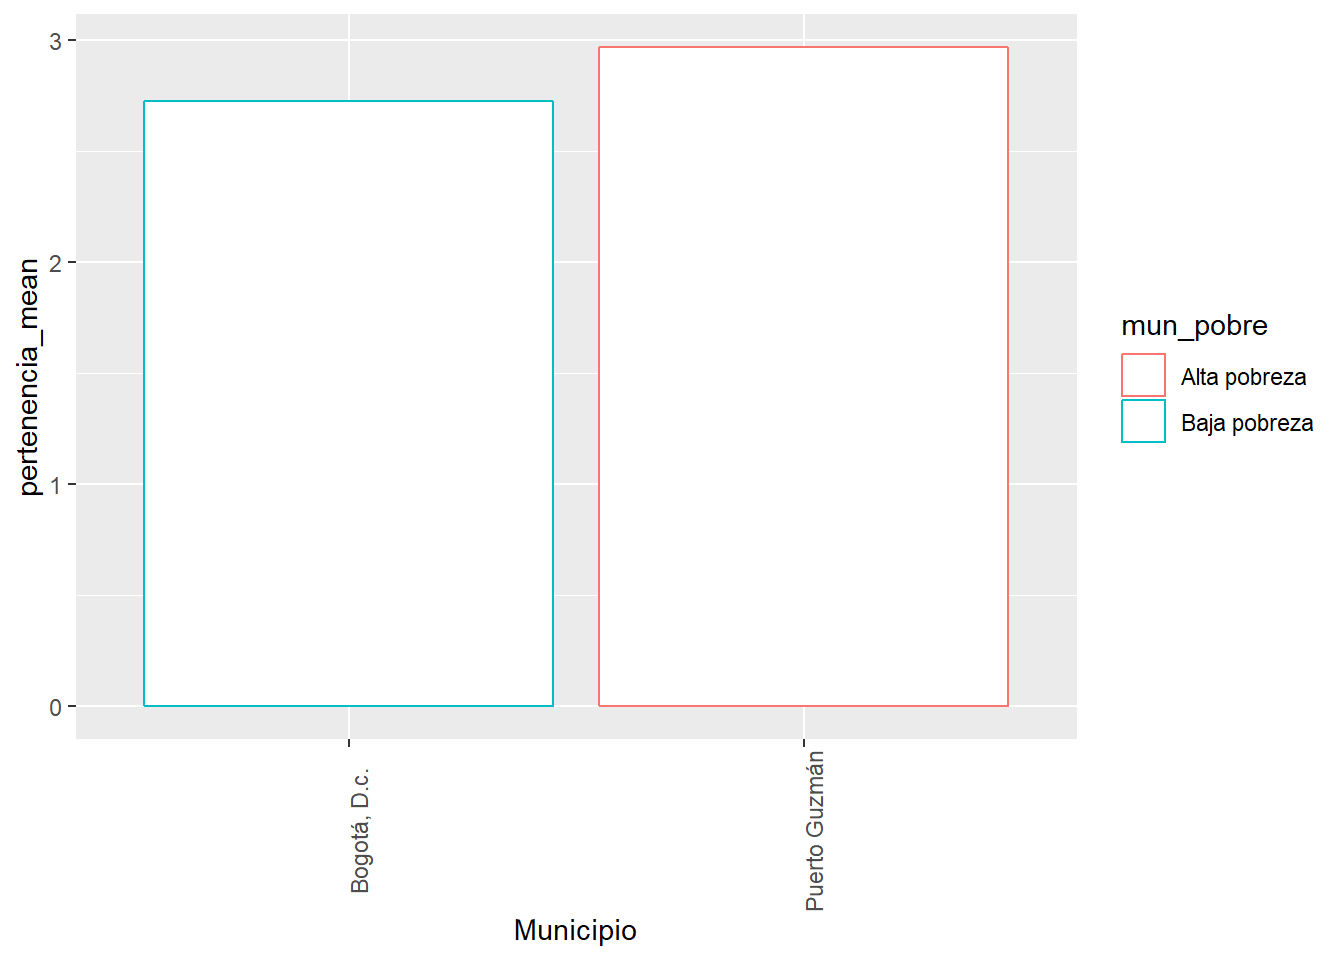 3
2
1
0
pertenencia_mean
Bogotá, D.c.
Puerto Guzmán
Municipio
mun_pobre
Alta pobreza
Baja pobreza